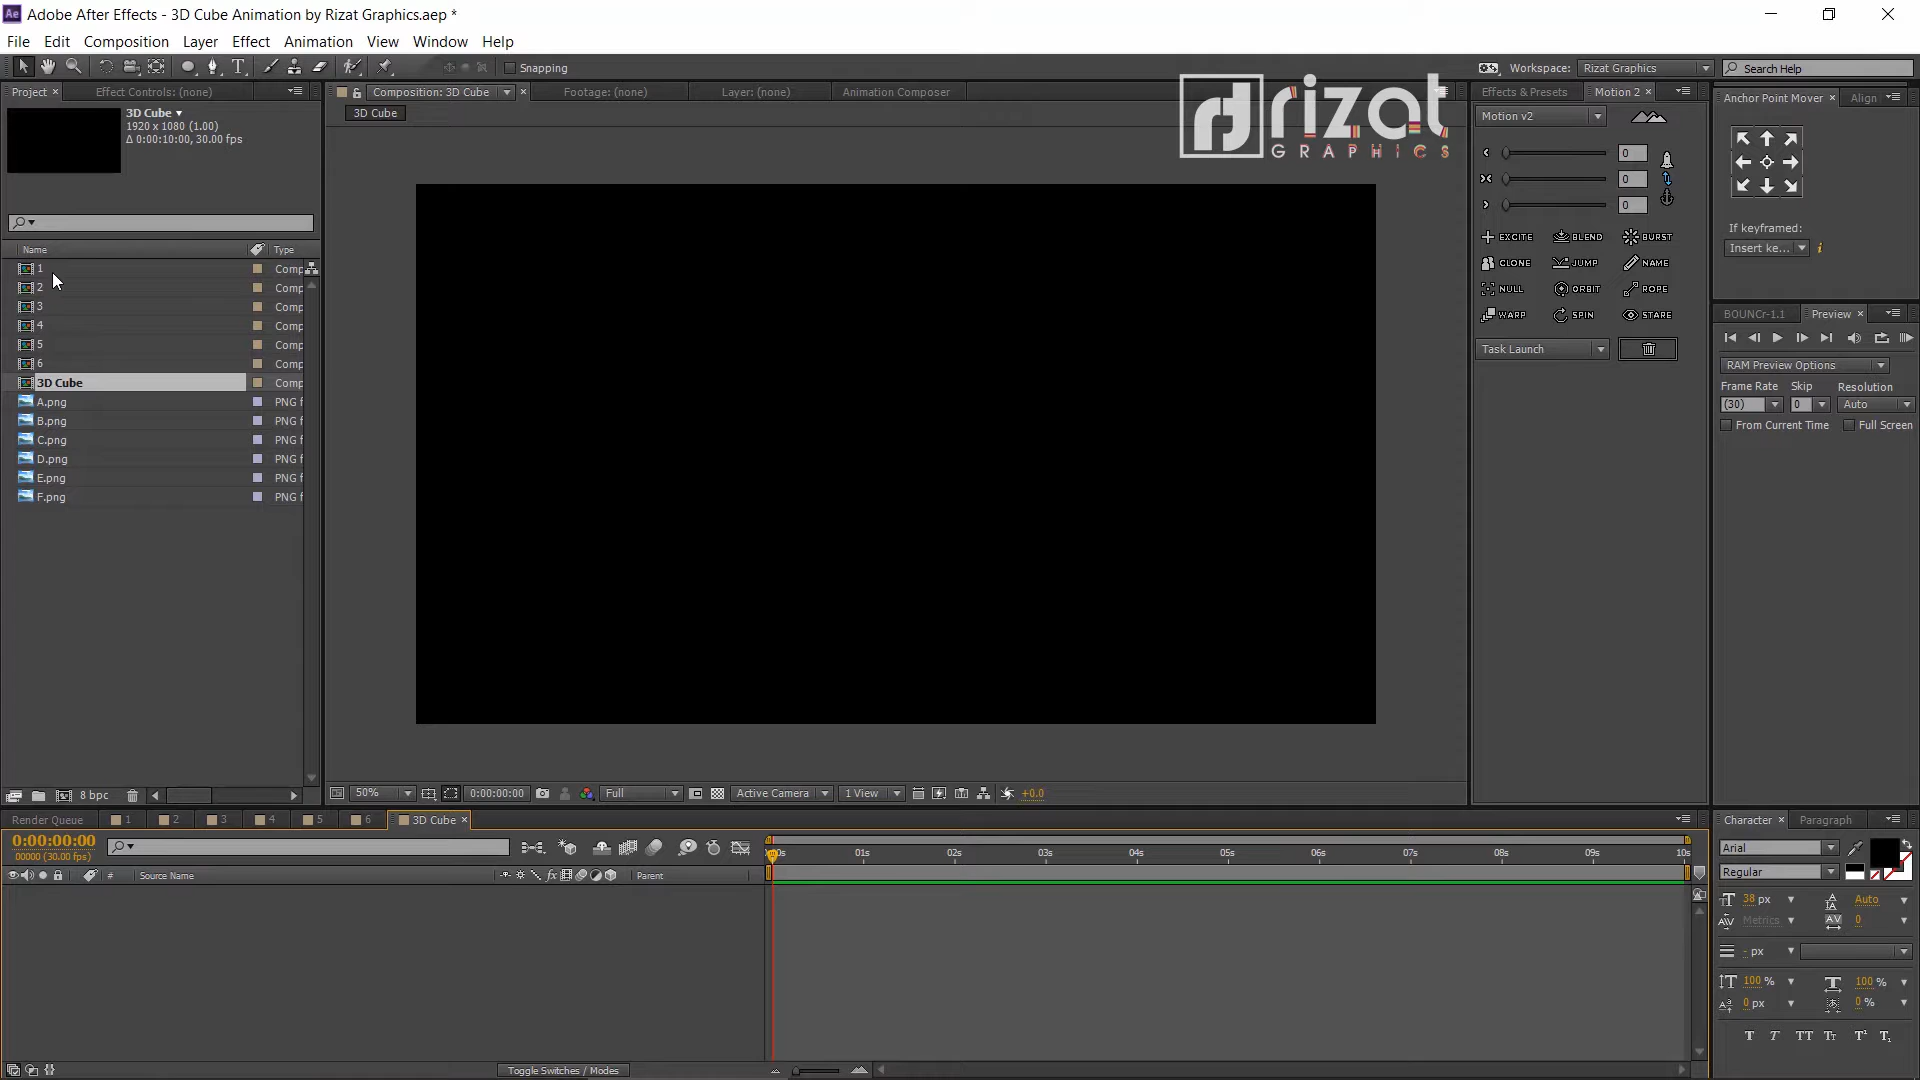 Adobe After Effects - 3D Cube Animation by Rizat Graphics.aep *
File Edit Composition Layer Effect Animation Composition View Window Help
Snapping
Workspace: Rizat Graphics
Search Help
Project × Effect Controls: (none)
Composition: 3D Cube × Footage: (none) Layer: (none) Animation Composer
Effects & Presets Motion 2 ×
Anchor Point Mover × Align
3D Cube
1920 x 1080 (1.00)
Δ 0:00:10:00, 30.00 fps
3D Cube
rizat
GRAPHICS
Motion v2
0
0
0
EXCITE BLEND BURST
CLONE JUMP NAME
NULL ORBIT ROPE
WARP SPIN STARE
Task Launch
If keyframed:
Insert ke...
BOUNCr-1.1 Preview ×
RAM Preview Options
Frame Rate Skip Resolution
(30) 0 Auto
From Current Time Full Screen
Name Type
1 Comp
2 Comp
3 Comp
4 Comp
5 Comp
6 Comp
3D Cube Comp
A.png PNG f
B.png PNG f
C.png PNG f
D.png PNG f
E.png PNG f
F.png PNG f
8 bpc
50% 0:00:00:00 Full Active Camera 1 View +0.0
Render Queue 1 2 3 4 5 6 3D Cube ×
0:00:00:00
00000 (30.00 fps)
# Source Name fx Parent
:00s 01s 02s 03s 04s 05s 06s 07s 08s 09s 10s
Toggle Switches / Modes
Character × Paragraph
Arial
Regular
38 px Auto
Metrics 0
- px
100 % 100 %
0 px 0 %
T T TT Tt T¹ T₁